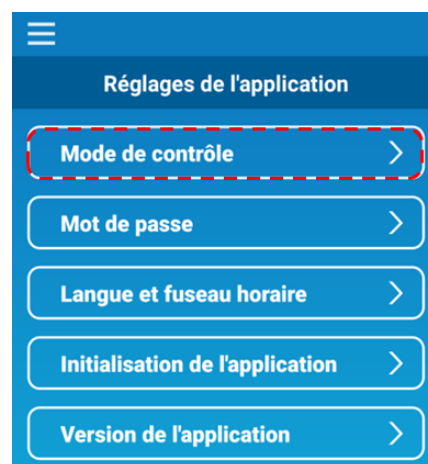 Réglages de l'application
Mode de contrôle
Mot de passe
Langue et fuseau horaire
Initialisation de l'application
Version de l'application